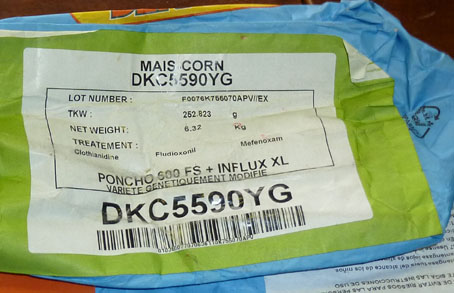 MAIS CORN
DKC5590YG
LOT NUMBER : F0076K756070APV//EX
TKW : 252.823 g
NET WEIGHT: 6.32 Kg
TREATEMENT : Mefenoxam
Clothianidine Fludioxonil
PONCHO 600 FS + INFLUX XL
VARIETE GENETIQUEMENT MODIFIE
DKC5590YG